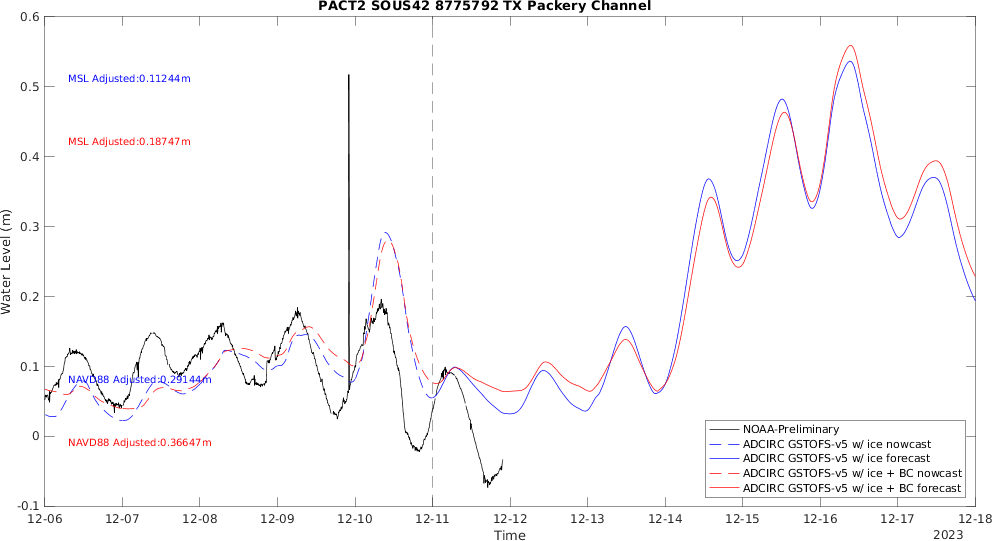 PACT2 SOUS42 8775792 TX Packery Channel
0.6
0.5
0.4
0.3
0.2
0.1
0
-0.1
Water Level (m)
MSL Adjusted:0.11244m
MSL Adjusted:0.18747m
NAVD88 Adjusted:0.29144m
NAVD88 Adjusted:0.36647m
NOAA-Preliminary
ADCIRC GSTOFS-v5 w/ ice nowcast
ADCIRC GSTOFS-v5 w/ ice forecast
ADCIRC GSTOFS-v5 w/ ice + BC nowcast
ADCIRC GSTOFS-v5 w/ ice + BC forecast
12-06 12-07 12-08 12-09 12-10 12-11 12-12 12-13 12-14 12-15 12-16 12-17 12-18
Time
2023